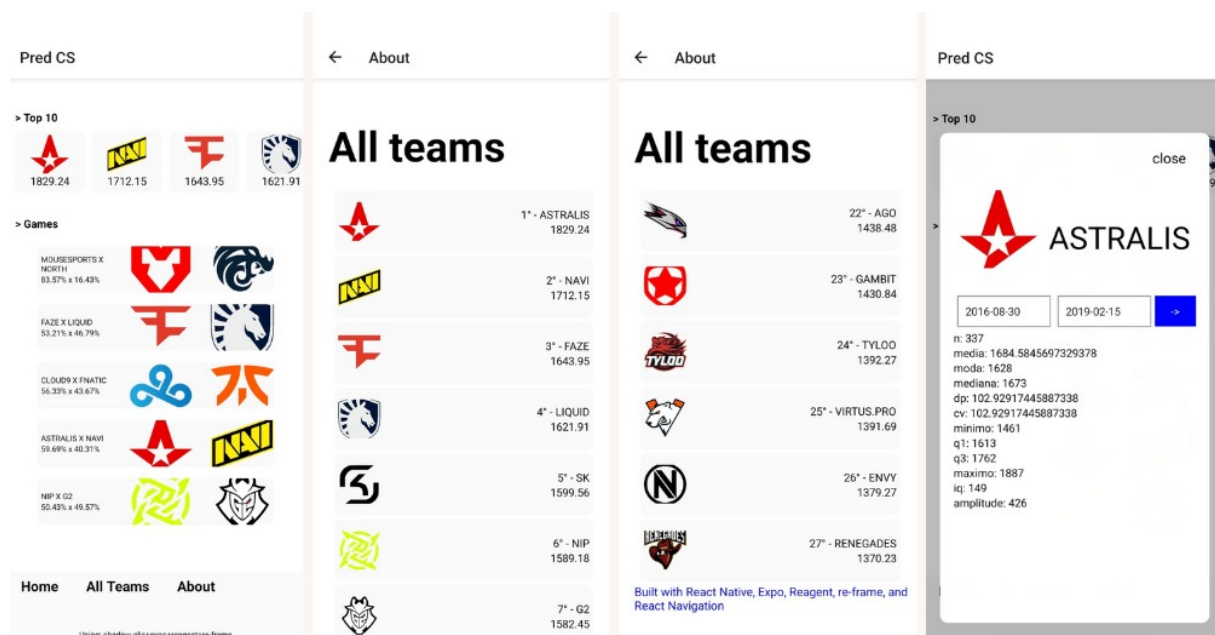 Pred CS
> Top 10
1829.24
1712.15
1643.95
1621.91
> Games
MOUSESPORTS X
NORTH
83.57% x 16.43%
FAZE X LIQUID
53.21% x 46.79%
CLOUD9 X FNATIC
56.33% x 43.67%
ASTRALIS X NAVI
59.69% x 40.31%
NAVI
NIP X G2
50.43% x 49.57%
Home All Teams About
← About
All teams
1° - ASTRALIS
1829.24
NAVI
2° - NAVI
1712.15
3° - FAZE
1643.95
4° - LIQUID
1621.91
5° - SK
1599.56
6° - NIP
1589.18
7° - G2
1582.45
← About
All teams
22° - AGO
1438.48
23° - GAMBIT
1430.84
TYLOO
24° - TYLOO
1392.27
25° - VIRTUS.PRO
1391.69
N
26° - ENVY
1379.27
RENEGADES
27° - RENEGADES
1370.23
Built with React Native, Expo, Reagent, re-frame, and
React Navigation
Pred CS
> Top 10
close
ASTRALIS
2016-08-30 2019-02-15 ->
n: 337
media: 1684.5845697329378
moda: 1628
mediana: 1673
dp: 102.92917445887338
cv: 102.92917445887338
minimo: 1461
q1: 1613
q3: 1762
maximo: 1887
iq: 149
amplitude: 426